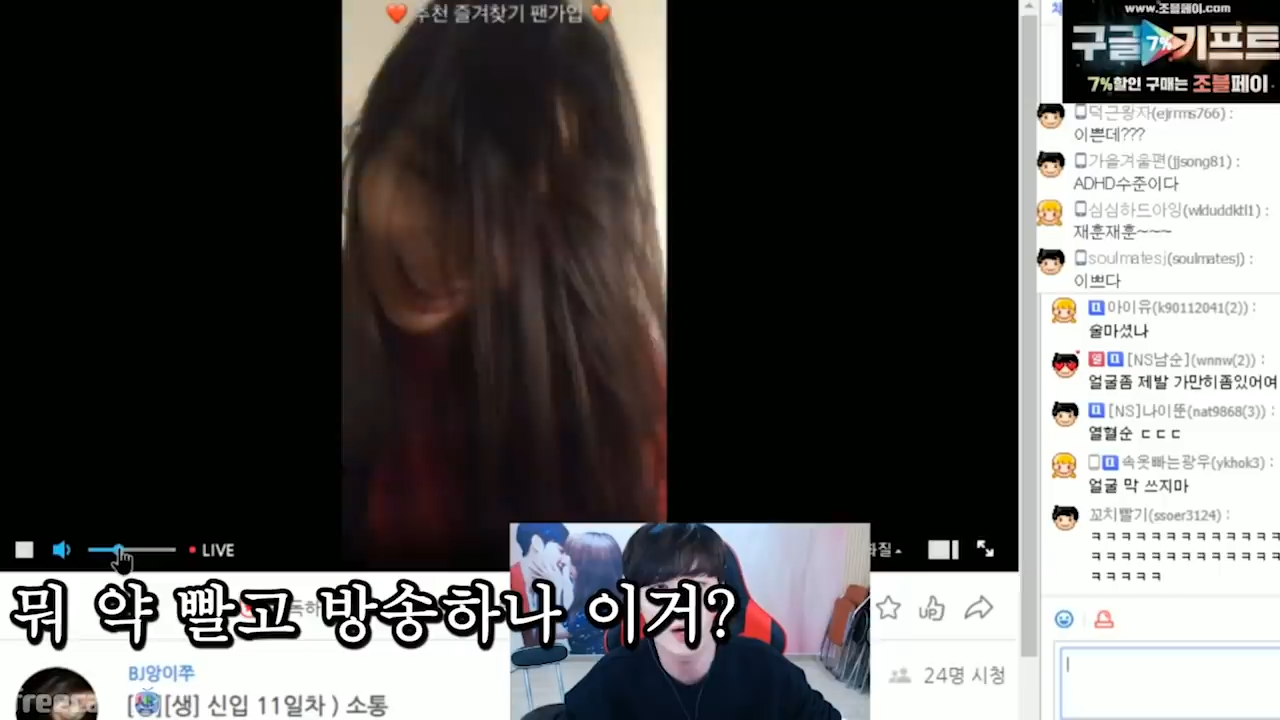 추천 즐겨찾기 팬가입
www.조블페이.com
구글 7% 기프트
7%할인 구매는 조블페이
덕근왕자(ejrms766) :
이쁜데???
가을겨울편(jjsong81) :
ADHD수준이다
심심하드아잉(wlduddktl1) :
재훈재훈~~~
soulmatesj(soulmatesj) :
이쁘다
아이유(k90112041(2)) :
술마셨나
열 [NS남순](wnnw(2)) :
얼굴좀 제발 가만히좀있어여
[NS]나이뚠(nat9868(3)) :
열혈순 ㄷㄷㄷ
속옷빠는광우(ykhok3) :
얼굴 막 쓰지마
꼬치빨기(ssoer3124) :
ㅋㅋㅋㅋㅋㅋㅋㅋㅋㅋㅋㅋ
ㅋㅋㅋㅋㅋㅋㅋㅋㅋㅋㅋㅋ
ㅋㅋㅋㅋㅋ
LIVE
뭐 약 빨고 방송하나 이거?
24명 시청
BJ앙이쭈
[생] 신입 11일차 ) 소통
freeca